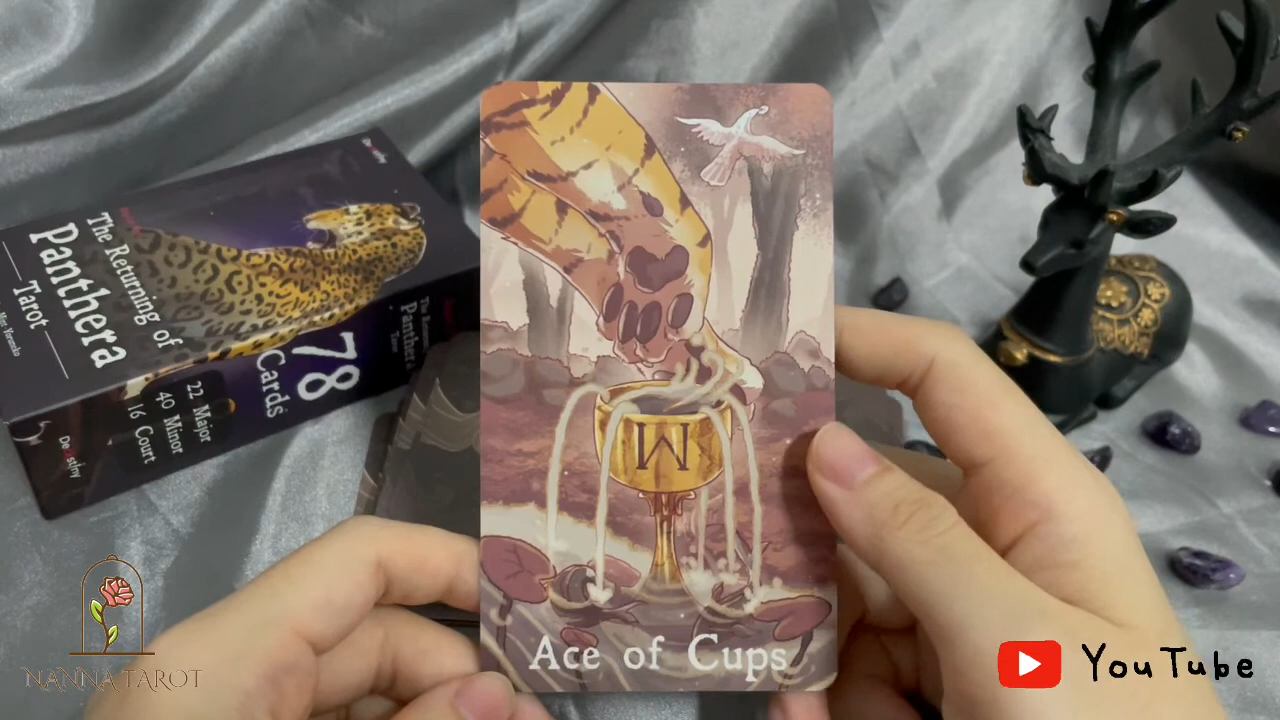 The Returning of
Panthera
Tarot
78
Cards
22 Major
40 Minor
16 Court
The Returning of
Panthera
Tarot
Deestiny
M
Ace of Cups
NANNA TAROT
YouTube